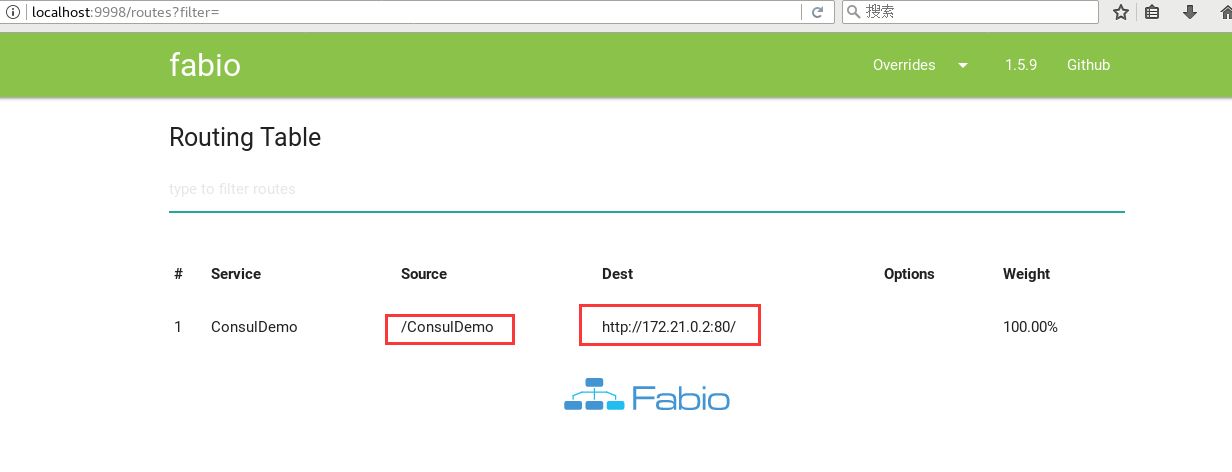 localhost:9998/routes?filter=
搜索
fabio
Overrides
1.5.9
Github
Routing Table
type to filter routes
# Service Source Dest Options Weight
1 ConsulDemo /ConsulDemo http://172.21.0.2:80/ 100.00%
Fabio